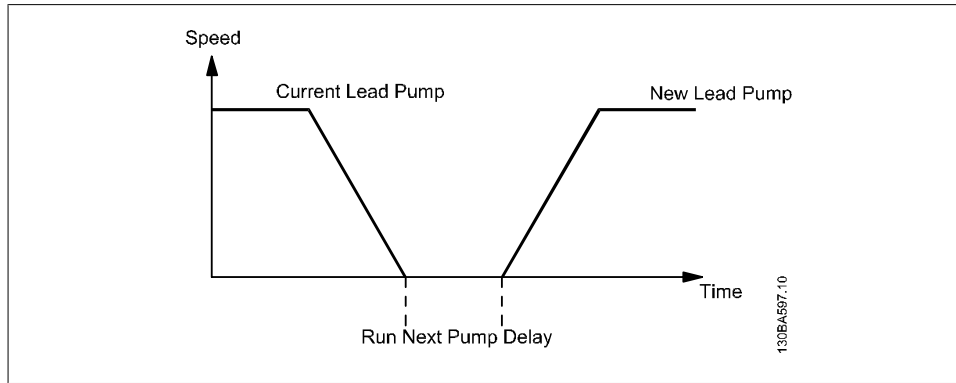 Speed
Current Lead Pump
New Lead Pump
Time
Run Next Pump Delay
130BA597.10